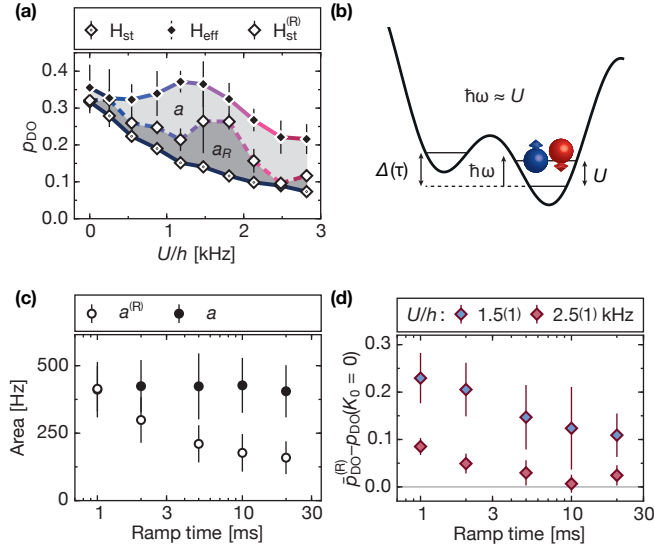 (a)
H_st H_eff H_st^(R)
p_DO
0.4
0.3
0.2
0.1
0.0
a
a_R
0 1 2 3
U/h [kHz]
(b)
ℏω ≈ U
Δ(τ)
ℏω
U
(c)
a^(R) a
Area [Hz]
500
250
0
1 3 10 30
Ramp time [ms]
(d)
U/h : 1.5(1) 2.5(1) kHz
p̄_DO^(R)−p_DO(K_0 = 0)
0.3
0.2
0.1
0.0
1 3 10 30
Ramp time [ms]